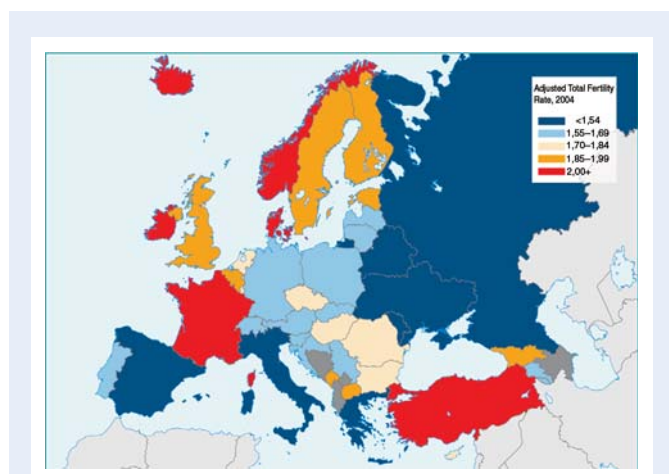 Adjusted Total Fertility
Rate, 2004
<1,54
1,55–1,69
1,70–1,84
1,85–1,99
2,00+